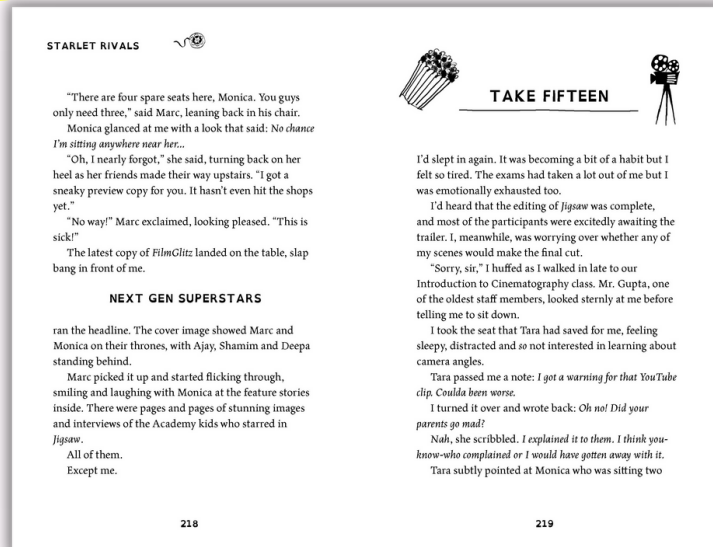 STARLET RIVALS
“There are four spare seats here, Monica. You guys
only need three,” said Marc, leaning back in his chair.
Monica glanced at me with a look that said: No chance
I’m sitting anywhere near her...
“Oh, I nearly forgot,” she said, turning back on her
heel as her friends made their way upstairs. “I got a
sneaky preview copy for you. It hasn’t even hit the shops
yet.”
“No way!” Marc exclaimed, looking pleased. “This is
sick!”
The latest copy of FilmGlitz landed on the table, slap
bang in front of me.
NEXT GEN SUPERSTARS
ran the headline. The cover image showed Marc and
Monica on their thrones, with Ajay, Shamim and Deepa
standing behind.
Marc picked it up and started flicking through,
smiling and laughing with Monica at the feature stories
inside. There were pages and pages of stunning images
and interviews of the Academy kids who starred in
Jigsaw.
All of them.
Except me.
218
TAKE FIFTEEN
I’d slept in again. It was becoming a bit of a habit but I
felt so tired. The exams had taken a lot out of me but I
was emotionally exhausted too.
I’d heard that the editing of Jigsaw was complete,
and most of the participants were excitedly awaiting the
trailer. I, meanwhile, was worrying over whether any of
my scenes would make the final cut.
“Sorry, sir,” I huffed as I walked in late to our
Introduction to Cinematography class. Mr. Gupta, one
of the oldest staff members, looked sternly at me before
telling me to sit down.
I took the seat that Tara had saved for me, feeling
sleepy, distracted and so not interested in learning about
camera angles.
Tara passed me a note: I got a warning for that YouTube
clip. Coulda been worse.
I turned it over and wrote back: Oh no! Did your
parents go mad?
Nah, she scribbled. I explained it to them. I think you-
know-who complained or I would have gotten away with it.
Tara subtly pointed at Monica who was sitting two
219